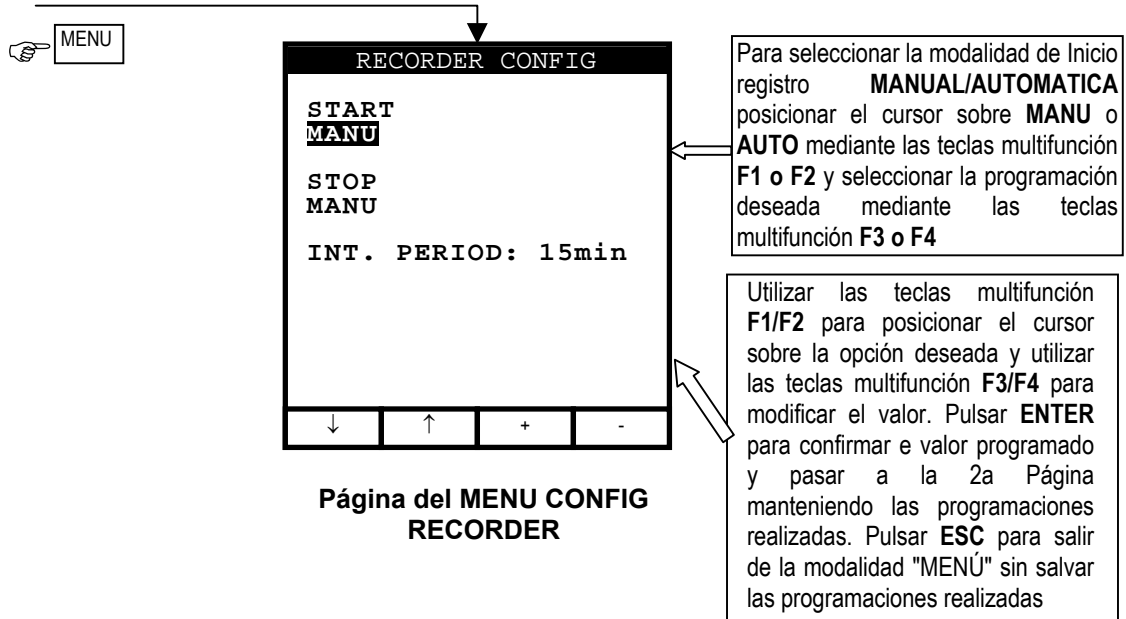 MENU
RECORDER CONFIG
START
MANU
STOP
MANU
INT. PERIOD: 15min
↓ ↑ + -
Página del MENU CONFIG
RECORDER
Para seleccionar la modalidad de Inicio
registro MANUAL/AUTOMATICA
posicionar el cursor sobre MANU o
AUTO mediante las teclas multifunción
F1 o F2 y seleccionar la programación
deseada mediante las teclas
multifunción F3 o F4
Utilizar las teclas multifunción
F1/F2 para posicionar el cursor
sobre la opción deseada y utilizar
las teclas multifunción F3/F4 para
modificar el valor. Pulsar ENTER
para confirmar e valor programado
y pasar a la 2a Página
manteniendo las programaciones
realizadas. Pulsar ESC para salir
de la modalidad "MENÚ" sin salvar
las programaciones realizadas